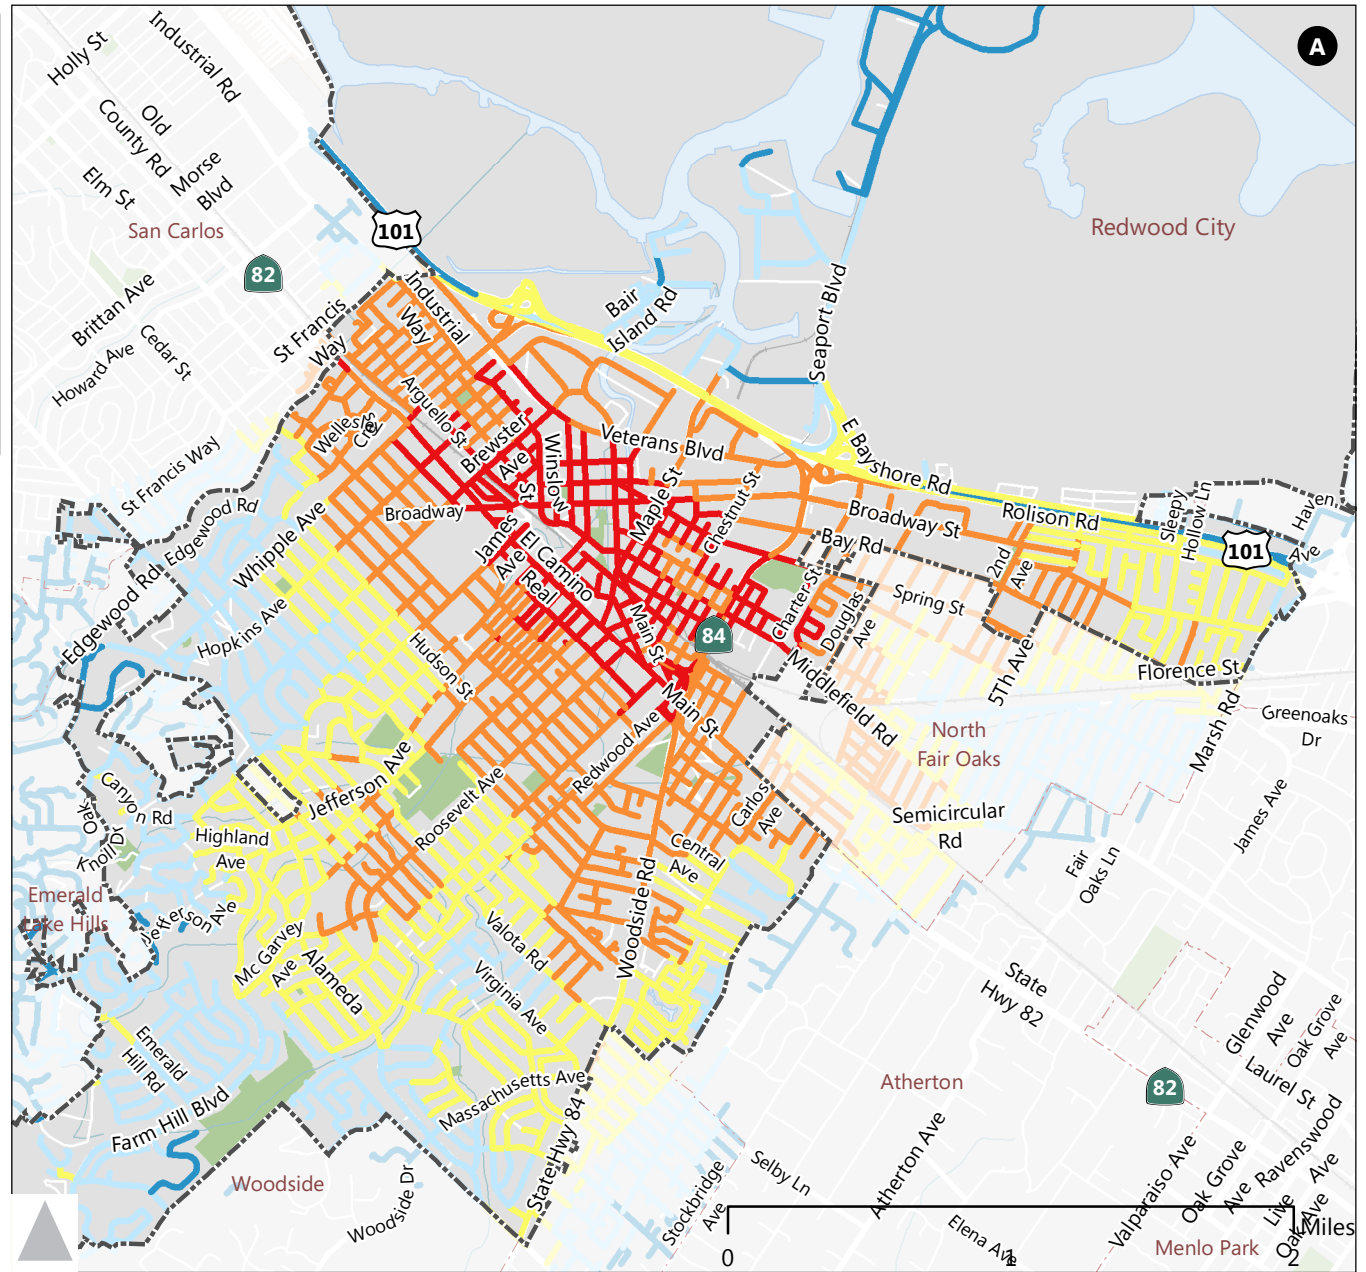 A
Holly St
Industrial Rd
Old
County Rd
Morse
Blvd
Elm St
San Carlos
101
82
Redwood City
Brittan Ave
Cedar St
Howard Ave
St Francis
Way
Industrial
Way
Bair
Island Rd
Seaport Blvd
Arguello St
Wellesly
Brewster
Ave
Winslow
St
Veterans Blvd
E Bayshore Rd
St Francis Way
Edgewood Rd
Whipple Ave
Broadway
Maple St
Chestnut St
Broadway St
Rolison Rd
Sleepy
Hollow Ln
Haven
Ave
101
Bay Rd
James
Ave
El Camino
Real
2nd
Ave
Edgewood Rd
Hopkins Ave
Hudson St
Main St
84
Charter St
Douglas
Ave
Spring St
5Th Ave
Florence St
Middlefield Rd
Main St
Redwood Ave
North
Fair Oaks
Marsh Rd
Greenoaks
Dr
Canyon Rd
Oak
Knoll Dr
Highland
Ave
Jefferson Ave
Roosevelt Ave
Carlos
Ave
Central
Ave
Semicircular
Rd
James Ave
Fair
Oaks Ln
Emerald
Lake Hills
Jefferson Ave
Mc Garvey
Ave
Alameda
Valota Rd
Virginia Ave
Woodside Rd
State
Hwy 82
Glenwood
Ave
Oak Grove
Ave
Laurel St
Emerald
Hill Rd
Farm Hill Blvd
Massachusetts Ave
State Hwy 84
Atherton
82
Woodside
Woodside Dr
Stockbridge
Ave
Selby Ln
Atherton Ave
Elena Ave
Valparaiso Ave
Oak Grove
Ave
Ravenswood
Ave
Live
Oak Ave
Menlo Park
0
1
2
Miles